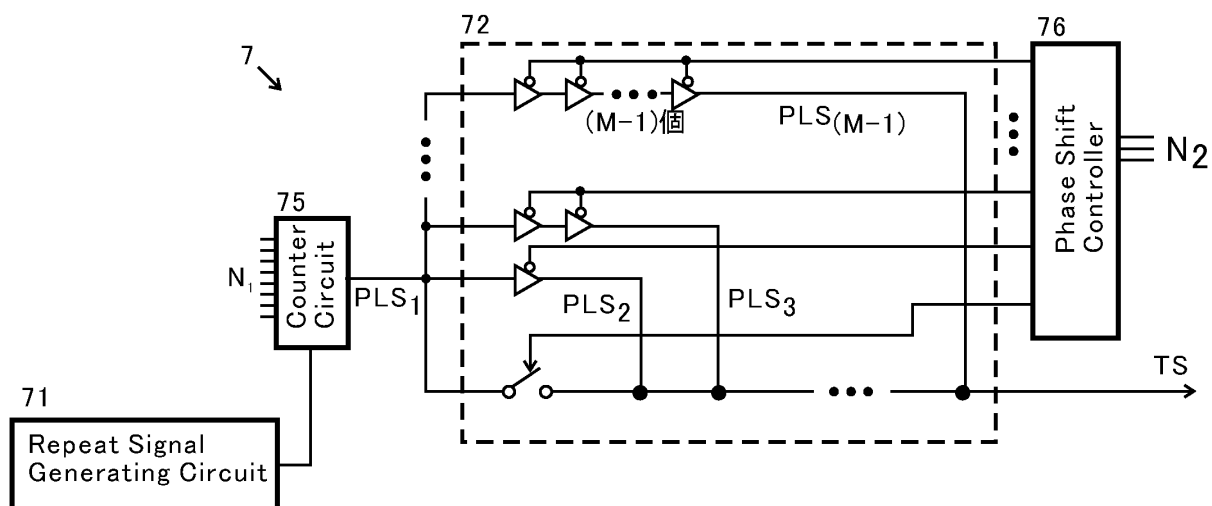 7
72
76
(M-1)個
PLS(M-1)
Phase Shift
Controller
N2
75
N1
Counter
Circuit
PLS1
PLS2
PLS3
TS
71
Repeat Signal
Generating Circuit